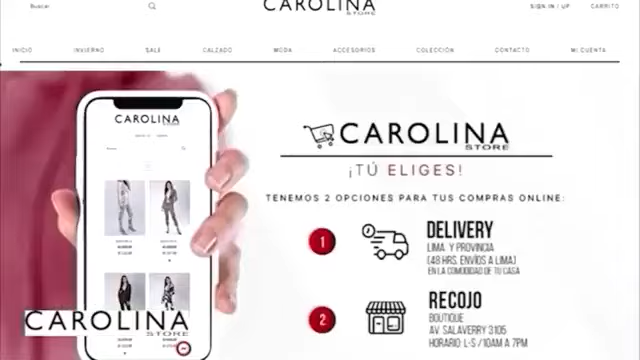 Buscar
CAROLINA
STORE
SIGN IN / UP
CARRITO
INICIO
INVIERNO
SALE
CALZADO
MODA
ACCESORIOS
COLECCIÓN
CONTACTO
MI CUENTA
CAROLINA
CAROLINA
STORE
¡TÚ ELIGES!
TENEMOS 2 OPCIONES PARA TUS COMPRAS ONLINE:
1
DELIVERY
LIMA Y PROVINCIA
(48 HRS. ENVÍOS A LIMA)
EN LA COMODIDAD DE TU CASA
2
RECOJO
BOUTIQUE
AV. SALAVERRY 3105
HORARIO: L-S / 10AM A 7PM
CAROLINA
STORE